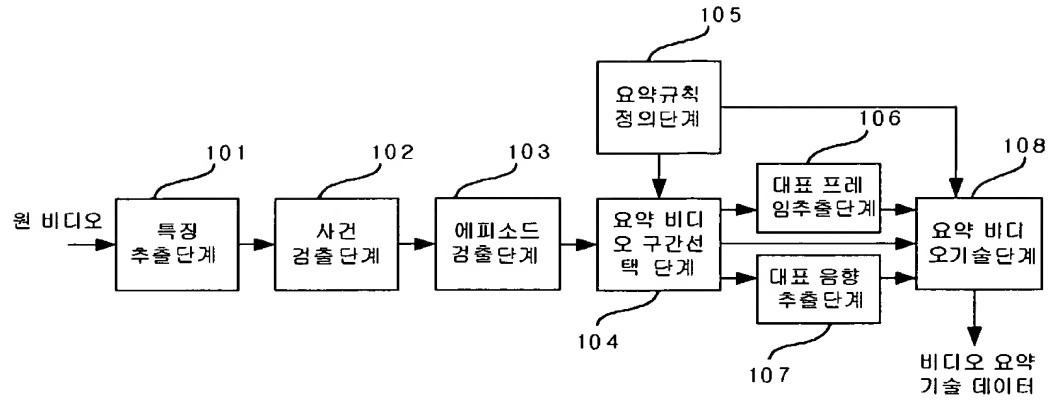 105
요약규칙
정의단계
106
108
101
102
103
대표 프레
임추출단계
원 비디오
특징
추출단계
사건
검출단계
에피소드
검출단계
요약 비디
오 구간선
택 단계
요약 비디
오기술단계
대표 음향
추출단계
104
107
비디오 요약
기술 데이터